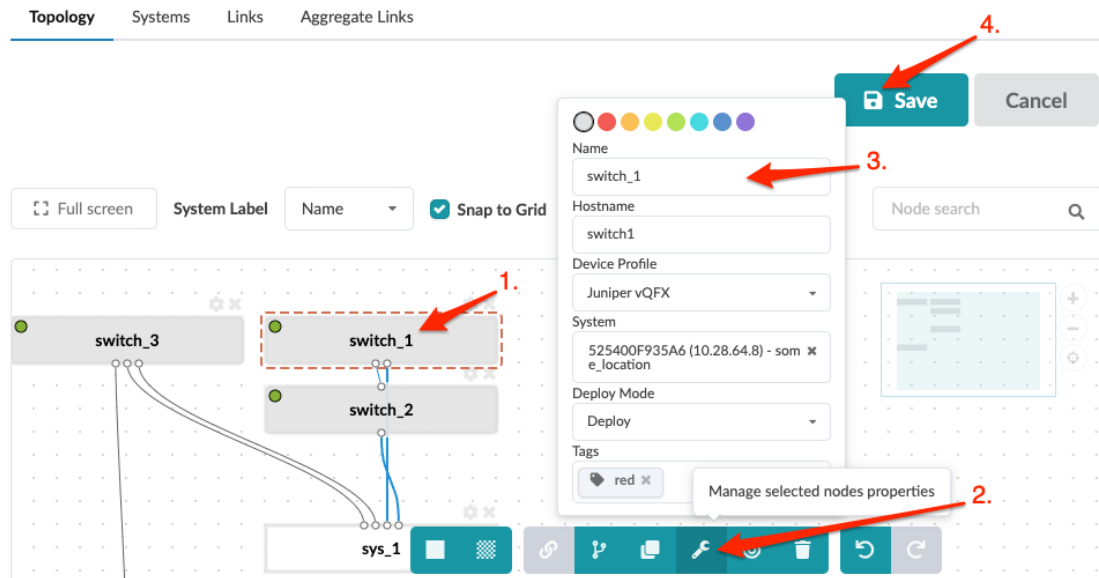 Topology Systems Links Aggregate Links
4.
Save Cancel
Name
switch_1
3.
Full screen System Label Name Snap to Grid
Hostname
switch1
Node search
Device Profile
Juniper vQFX
1.
System
switch_3 switch_1
525400F935A6 (10.28.64.8) - som
e_location
Deploy Mode
switch_2
Deploy
Tags
red
Manage selected nodes properties
2.
sys_1